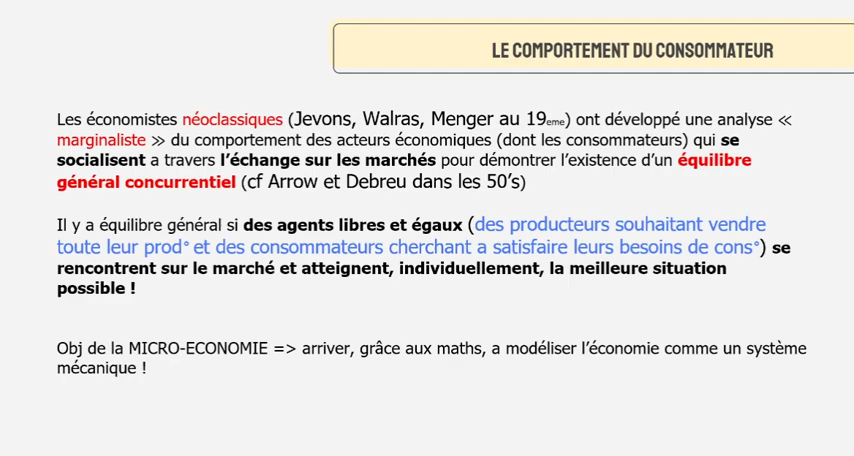 LE COMPORTEMENT DU CONSOMMATEUR
Les économistes néoclassiques (Jevons, Walras, Menger au 19eme) ont développé une analyse «
marginaliste » du comportement des acteurs économiques (dont les consommateurs) qui se
socialisent a travers l’échange sur les marchés pour démontrer l’existence d’un équilibre
général concurrentiel (cf Arrow et Debreu dans les 50’s)
Il y a équilibre général si des agents libres et égaux (des producteurs souhaitant vendre
toute leur prod° et des consommateurs cherchant a satisfaire leurs besoins de cons°) se
rencontrent sur le marché et atteignent, individuellement, la meilleure situation
possible !
Obj de la MICRO-ECONOMIE => arriver, grâce aux maths, a modéliser l’économie comme un système
mécanique !